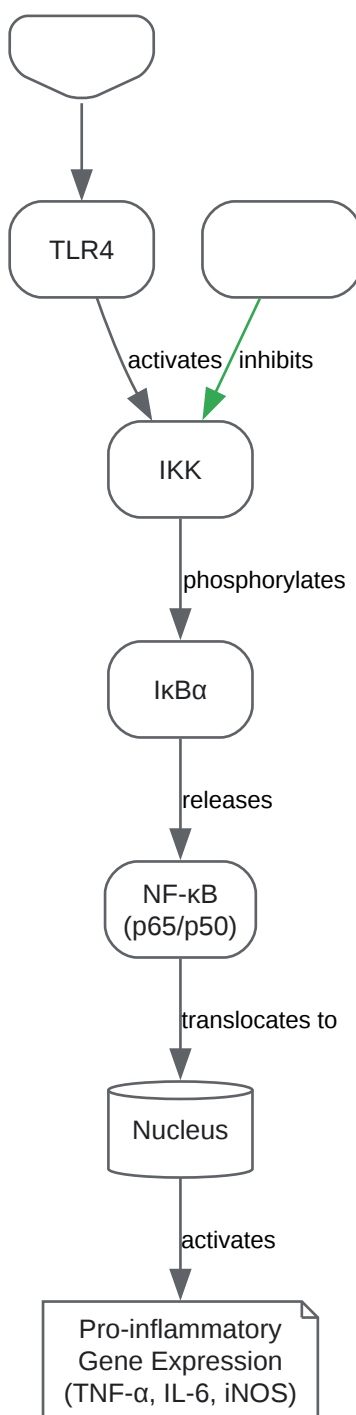 TLR4
activates
inhibits
IKK
phosphorylates
IκBα
releases
NF-κB
(p65/p50)
translocates to
Nucleus
activates
Pro-inflammatory
Gene Expression
(TNF-α, IL-6, iNOS)